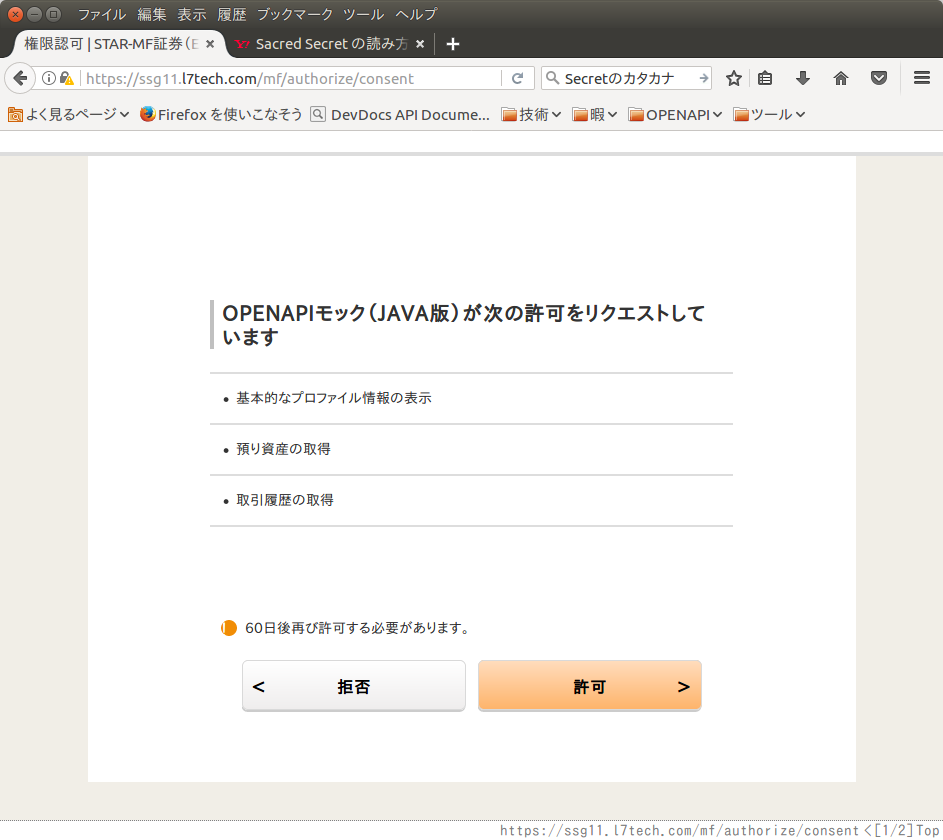 ファイル 編集 表示 履歴 ブックマーク ツール ヘルプ
権限認可 | STAR-MF証券 (E Sacred Secret の読み方
https://ssg11.l7tech.com/mf/authorize/consent Secretのカタカナ
よく見るページ Firefox を使いこなそう DevDocs API Docume... 技術 暇 OPENAPI ツール
OPENAPIモック（JAVA版）が次の許可をリクエストして
います
• 基本的なプロファイル情報の表示
• 預り資産の取得
• 取引履歴の取得
60日後再び許可する必要があります。
< 拒否 許可 >
https://ssg11.l7tech.com/mf/authorize/consent <[1/2]Top